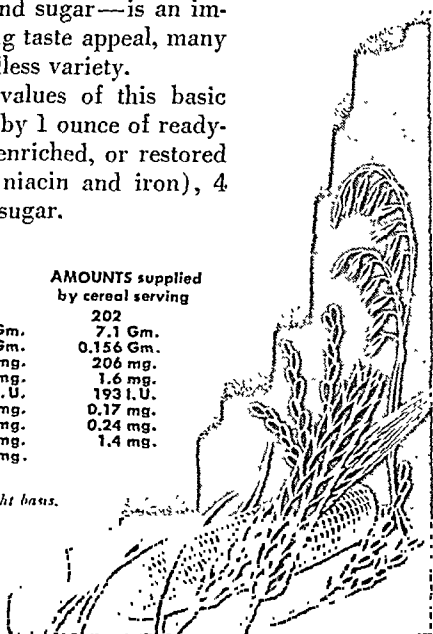 nd sugar—is an im-
g taste appeal, many
less variety.
values of this basic
by 1 ounce of ready-
enriched, or restored
niacin and iron), 4
sugar.
AMOUNTS supplied
by cereal serving
202
Gm. 7.1 Gm.
Gm. 0.156 Gm.
mg. 206 mg.
mg. 1.6 mg.
I.U. 193 I.U.
mg. 0.17 mg.
mg. 0.24 mg.
mg. 1.4 mg.
mg.
ht basis.